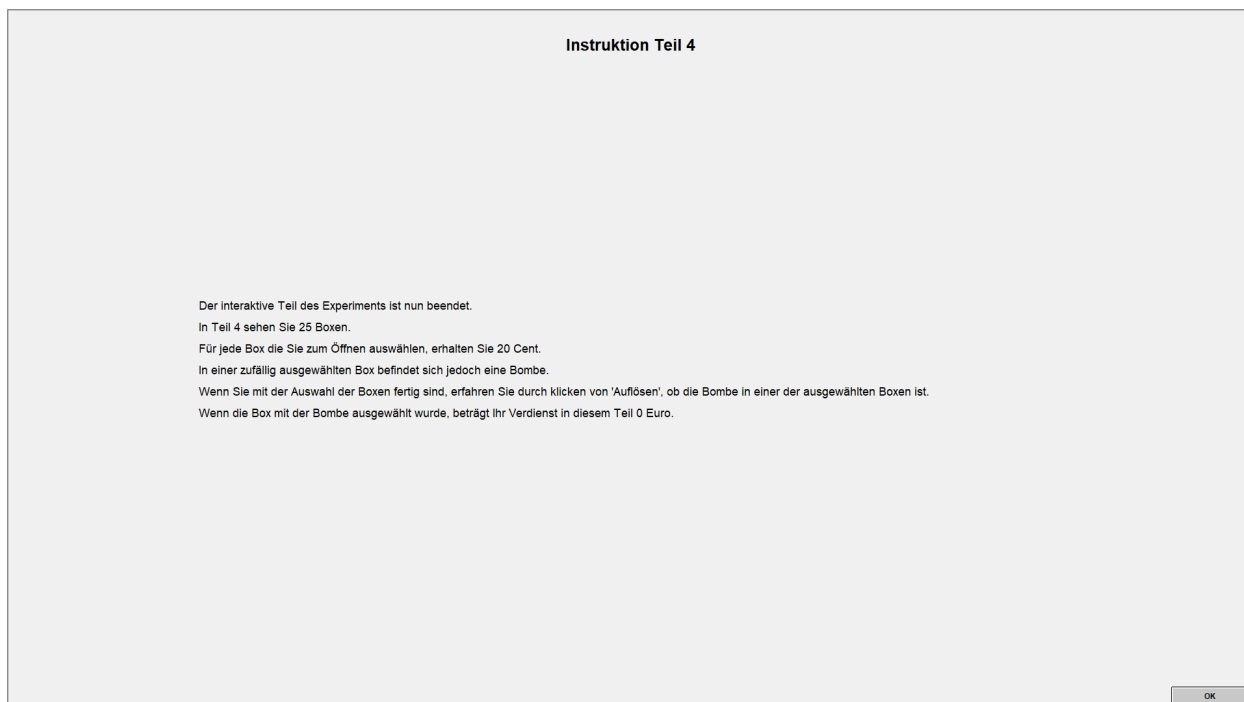 Instruktion Teil 4
Der interaktive Teil des Experiments ist nun beendet.
In Teil 4 sehen Sie 25 Boxen.
Für jede Box die Sie zum Öffnen auswählen, erhalten Sie 20 Cent.
In einer zufällig ausgewählten Box befindet sich jedoch eine Bombe.
Wenn Sie mit der Auswahl der Boxen fertig sind, erfahren Sie durch klicken von 'Auflösen', ob die Bombe in einer der ausgewählten Boxen ist.
Wenn die Box mit der Bombe ausgewählt wurde, beträgt Ihr Verdienst in diesem Teil 0 Euro.
OK